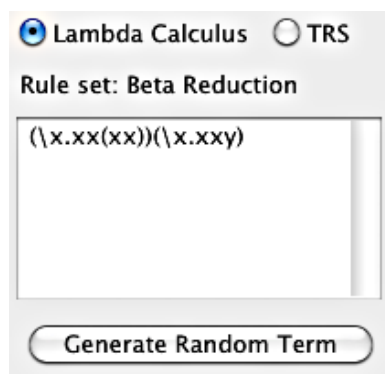 Lambda Calculus TRS
Rule set: Beta Reduction
(\x.xx(xx))(\x.xxy)
Generate Random Term